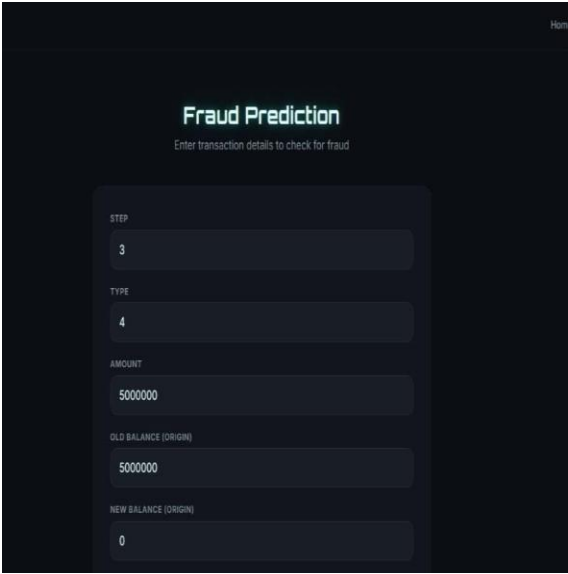 Hom
Fraud Prediction
Enter transaction details to check for fraud
STEP
3
TYPE
4
AMOUNT
5000000
OLD BALANCE (ORIGIN)
5000000
NEW BALANCE (ORIGIN)
0